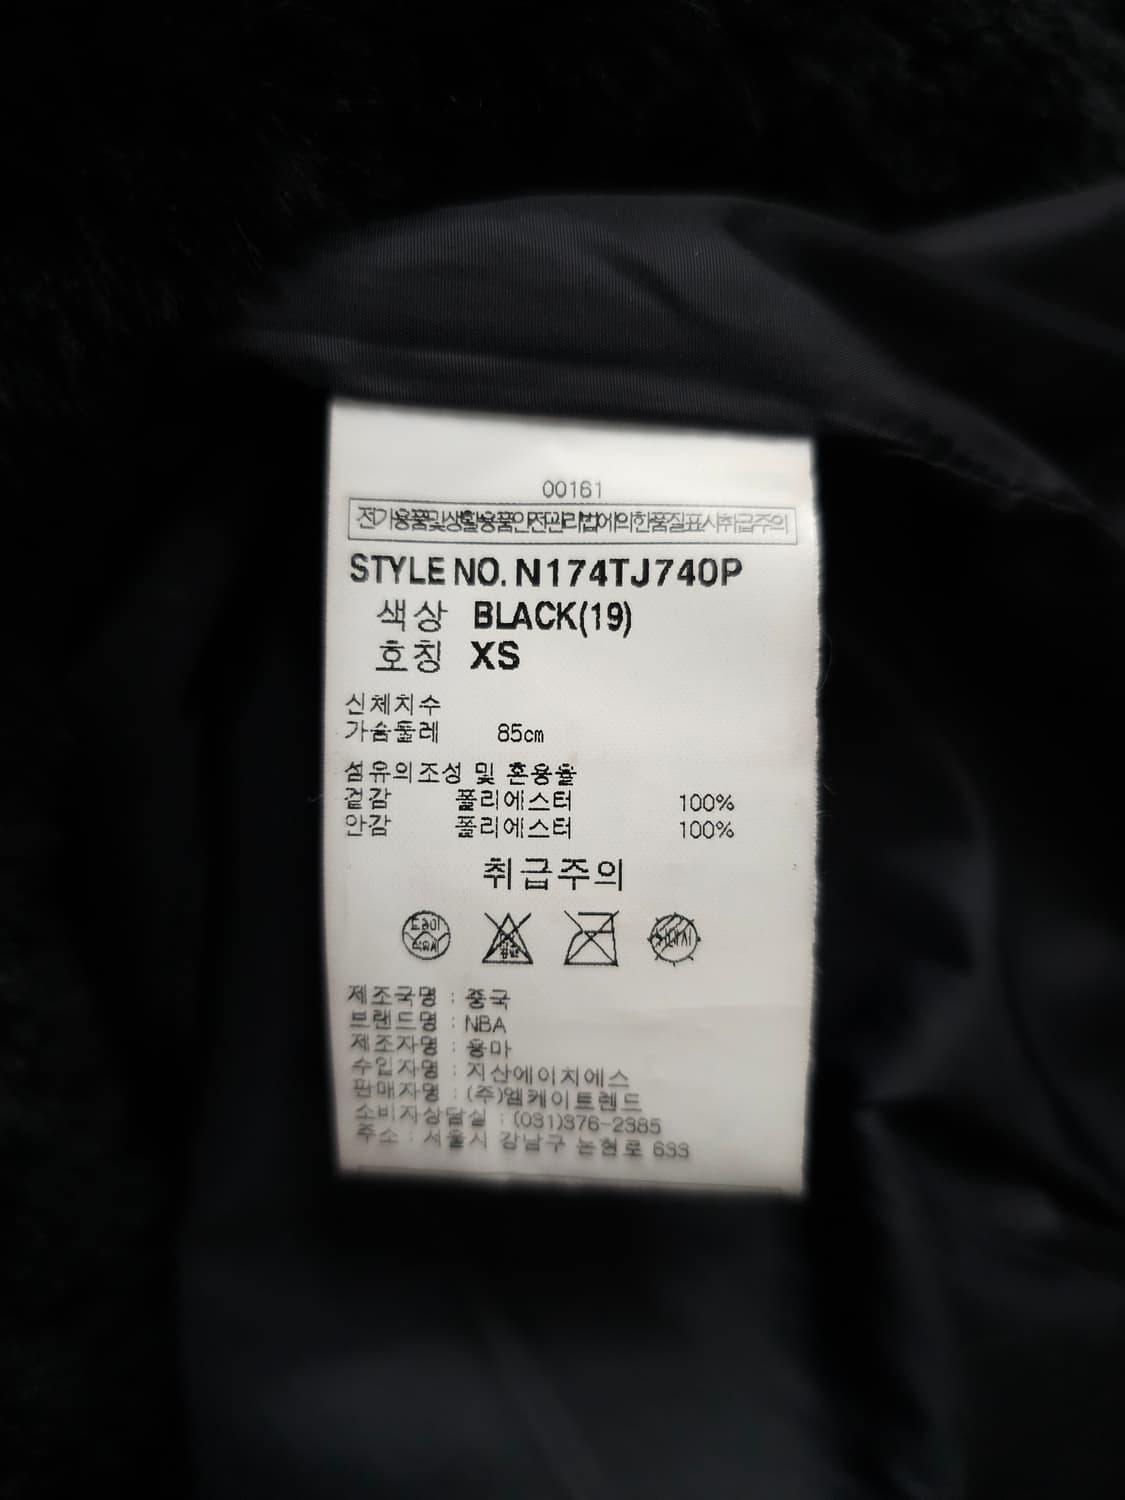 00161
전기용품및생활용품안전관리법에의한품질표시취급주의
STYLE NO. N174TJ740P
색상 BLACK(19)
호칭 XS
신체치수
가슴둘레 85cm
섬유의조성 및 혼용율
겉감 폴리에스터 100%
안감 폴리에스터 100%
취급주의
드라이
제조국명 : 중국
브랜드명 : NBA
제조자명 : 용마
수입자명 : 지산에이치에스
판매자명 : (주)엠케이트렌드
소비자상담실 : (031)376-2385
주소 : 서울시 강남구 논현로 633